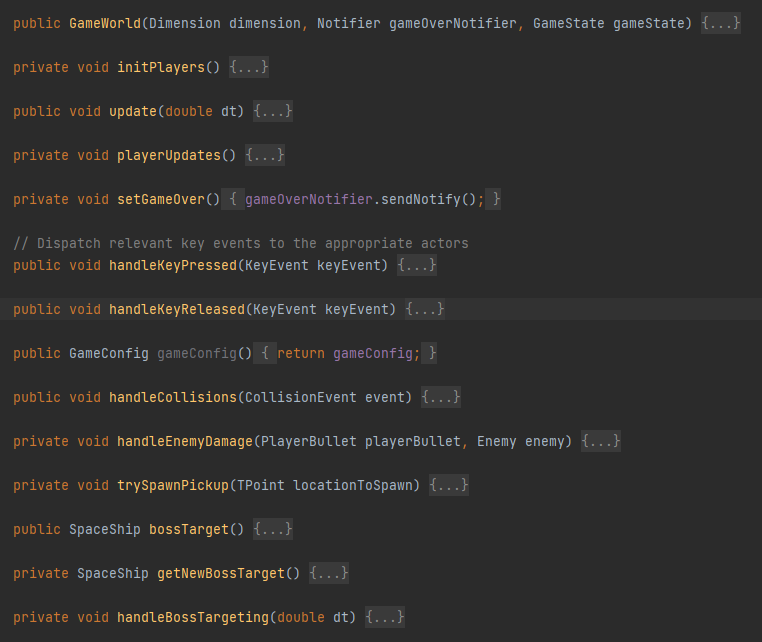 public GameWorld(Dimension dimension, Notifier gameOverNotifier, GameState gameState) {...}
private void initPlayers() {...}
public void update(double dt) {...}
private void playerUpdates() {...}
private void setGameOver() { gameOverNotifier.sendNotify(); }
// Dispatch relevant key events to the appropriate actors
public void handleKeyPressed(KeyEvent keyEvent) {...}
public void handleKeyReleased(KeyEvent keyEvent) {...}
public GameConfig gameConfig() { return gameConfig; }
public void handleCollisions(CollisionEvent event) {...}
private void handleEnemyDamage(PlayerBullet playerBullet, Enemy enemy) {...}
private void trySpawnPickup(TPoint locationToSpawn) {...}
public SpaceShip bossTarget() {...}
private SpaceShip getNewBossTarget() {...}
private void handleBossTargeting(double dt) {...}